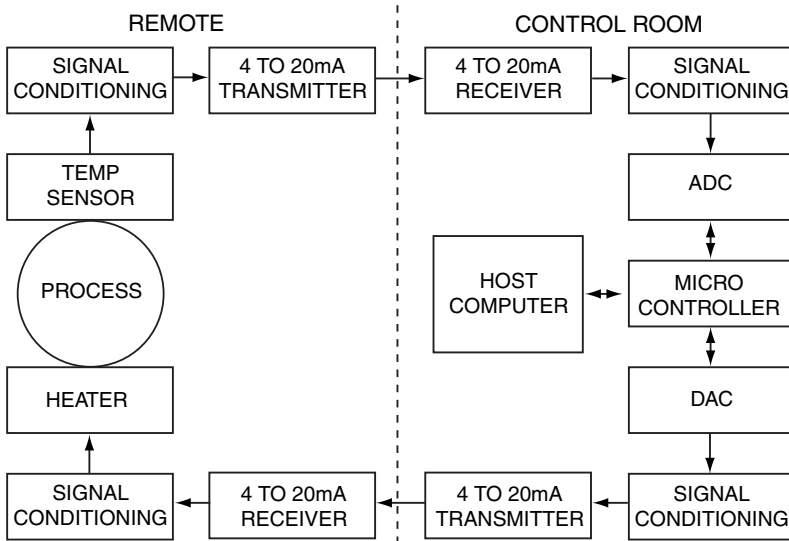 REMOTE
CONTROL ROOM
SIGNAL
CONDITIONING
4 TO 20mA
TRANSMITTER
4 TO 20mA
RECEIVER
SIGNAL
CONDITIONING
TEMP
SENSOR
ADC
PROCESS
HOST
COMPUTER
MICRO
CONTROLLER
HEATER
DAC
SIGNAL
CONDITIONING
4 TO 20mA
RECEIVER
4 TO 20mA
TRANSMITTER
SIGNAL
CONDITIONING